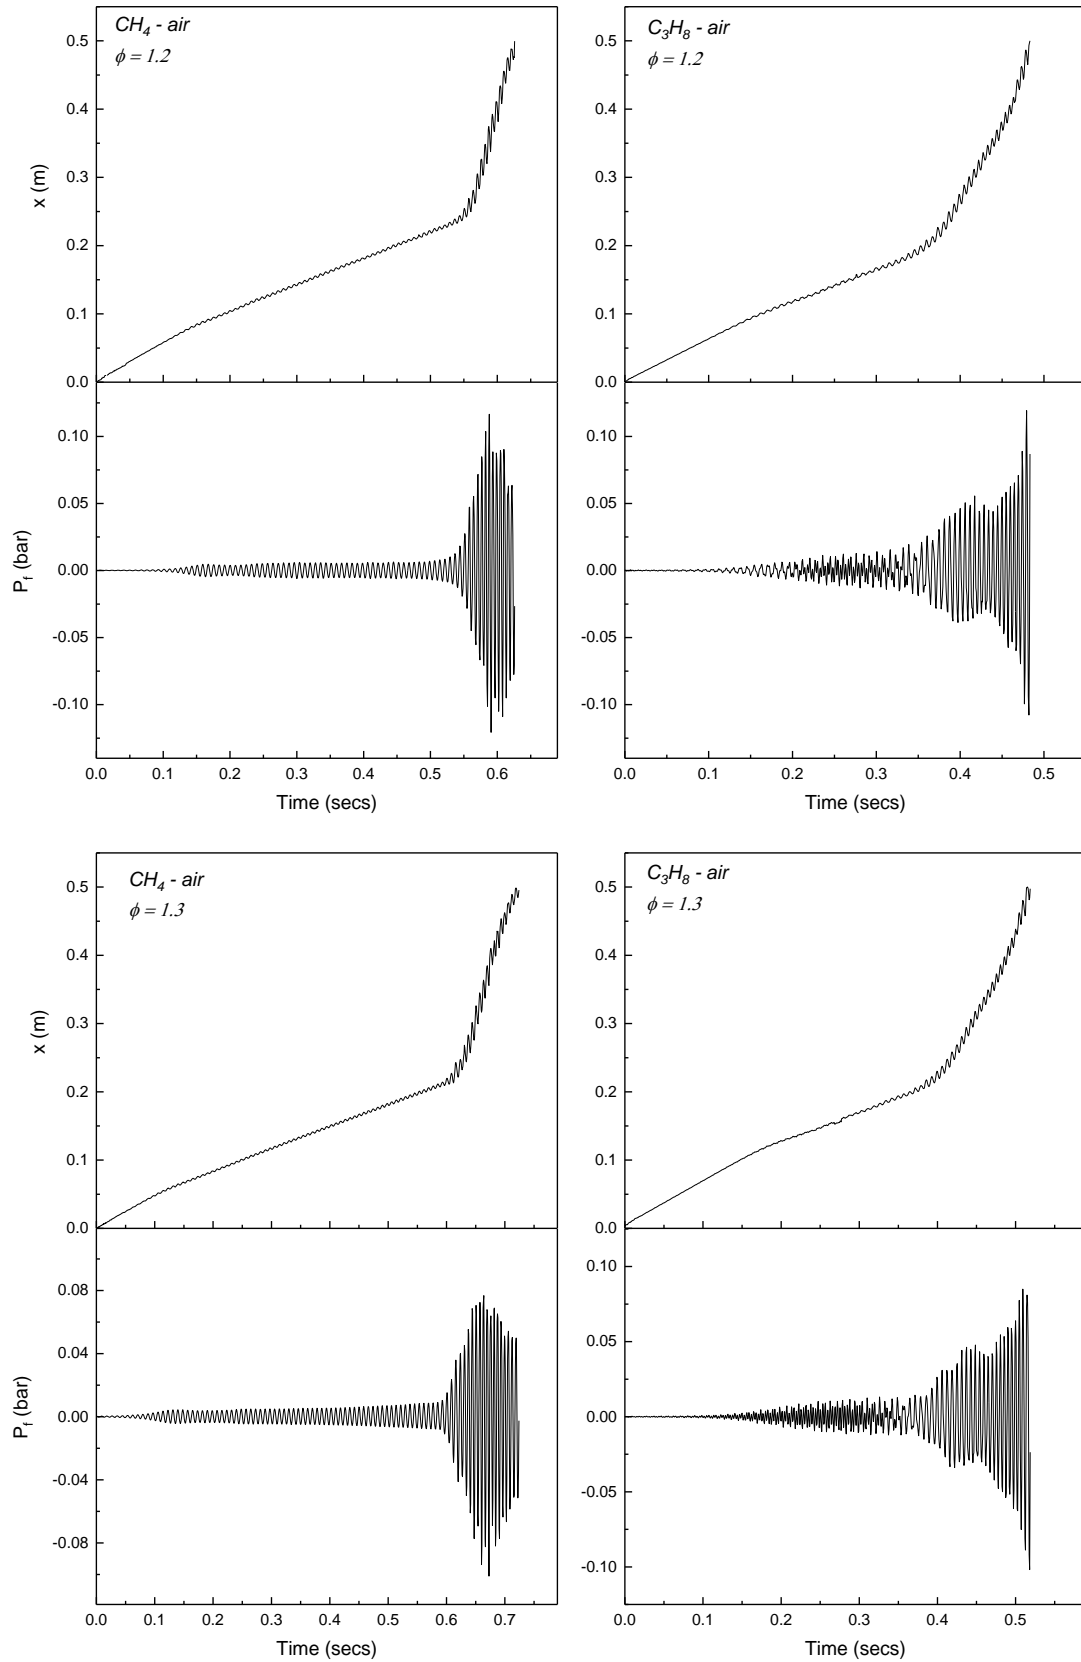 CH₄ - air
ϕ = 1.2
0.5
0.4
0.3
0.2
0.1
0.0
x (m)
0.10
0.05
0.00
-0.05
-0.10
P_f (bar)
0.0 0.1 0.2 0.3 0.4 0.5 0.6
Time (secs)
C₃H₈ - air
ϕ = 1.2
0.5
0.4
0.3
0.2
0.1
0.0
0.10
0.05
0.00
-0.05
-0.10
0.0 0.1 0.2 0.3 0.4 0.5
Time (secs)
CH₄ - air
ϕ = 1.3
0.5
0.4
0.3
0.2
0.1
0.0
x (m)
0.08
0.04
0.00
-0.04
-0.08
P_f (bar)
0.0 0.1 0.2 0.3 0.4 0.5 0.6 0.7
Time (secs)
C₃H₈ - air
ϕ = 1.3
0.5
0.4
0.3
0.2
0.1
0.0
0.10
0.05
0.00
-0.05
-0.10
0.0 0.1 0.2 0.3 0.4 0.5
Time (secs)